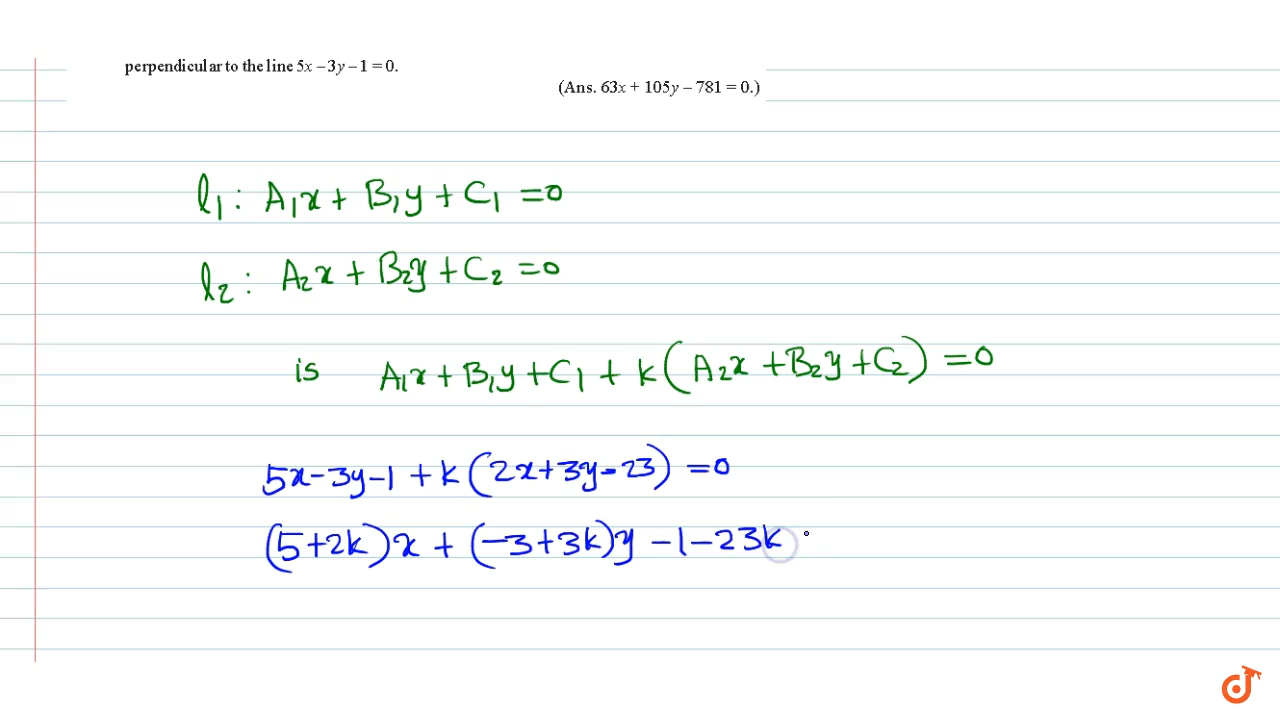 perpendicular to the line 5x – 3y – 1 = 0.
(Ans. 63x + 105y – 781 = 0.)
l₁ : A₁x + B₁y + C₁ = 0
l₂ : A₂x + B₂y + C₂ = 0
is A₁x + B₁y + C₁ + k(A₂x + B₂y + C₂) = 0
5x - 3y - 1 + k(2x + 3y - 23) = 0
(5 + 2k)x + (-3 + 3k)y - 1 - 23k